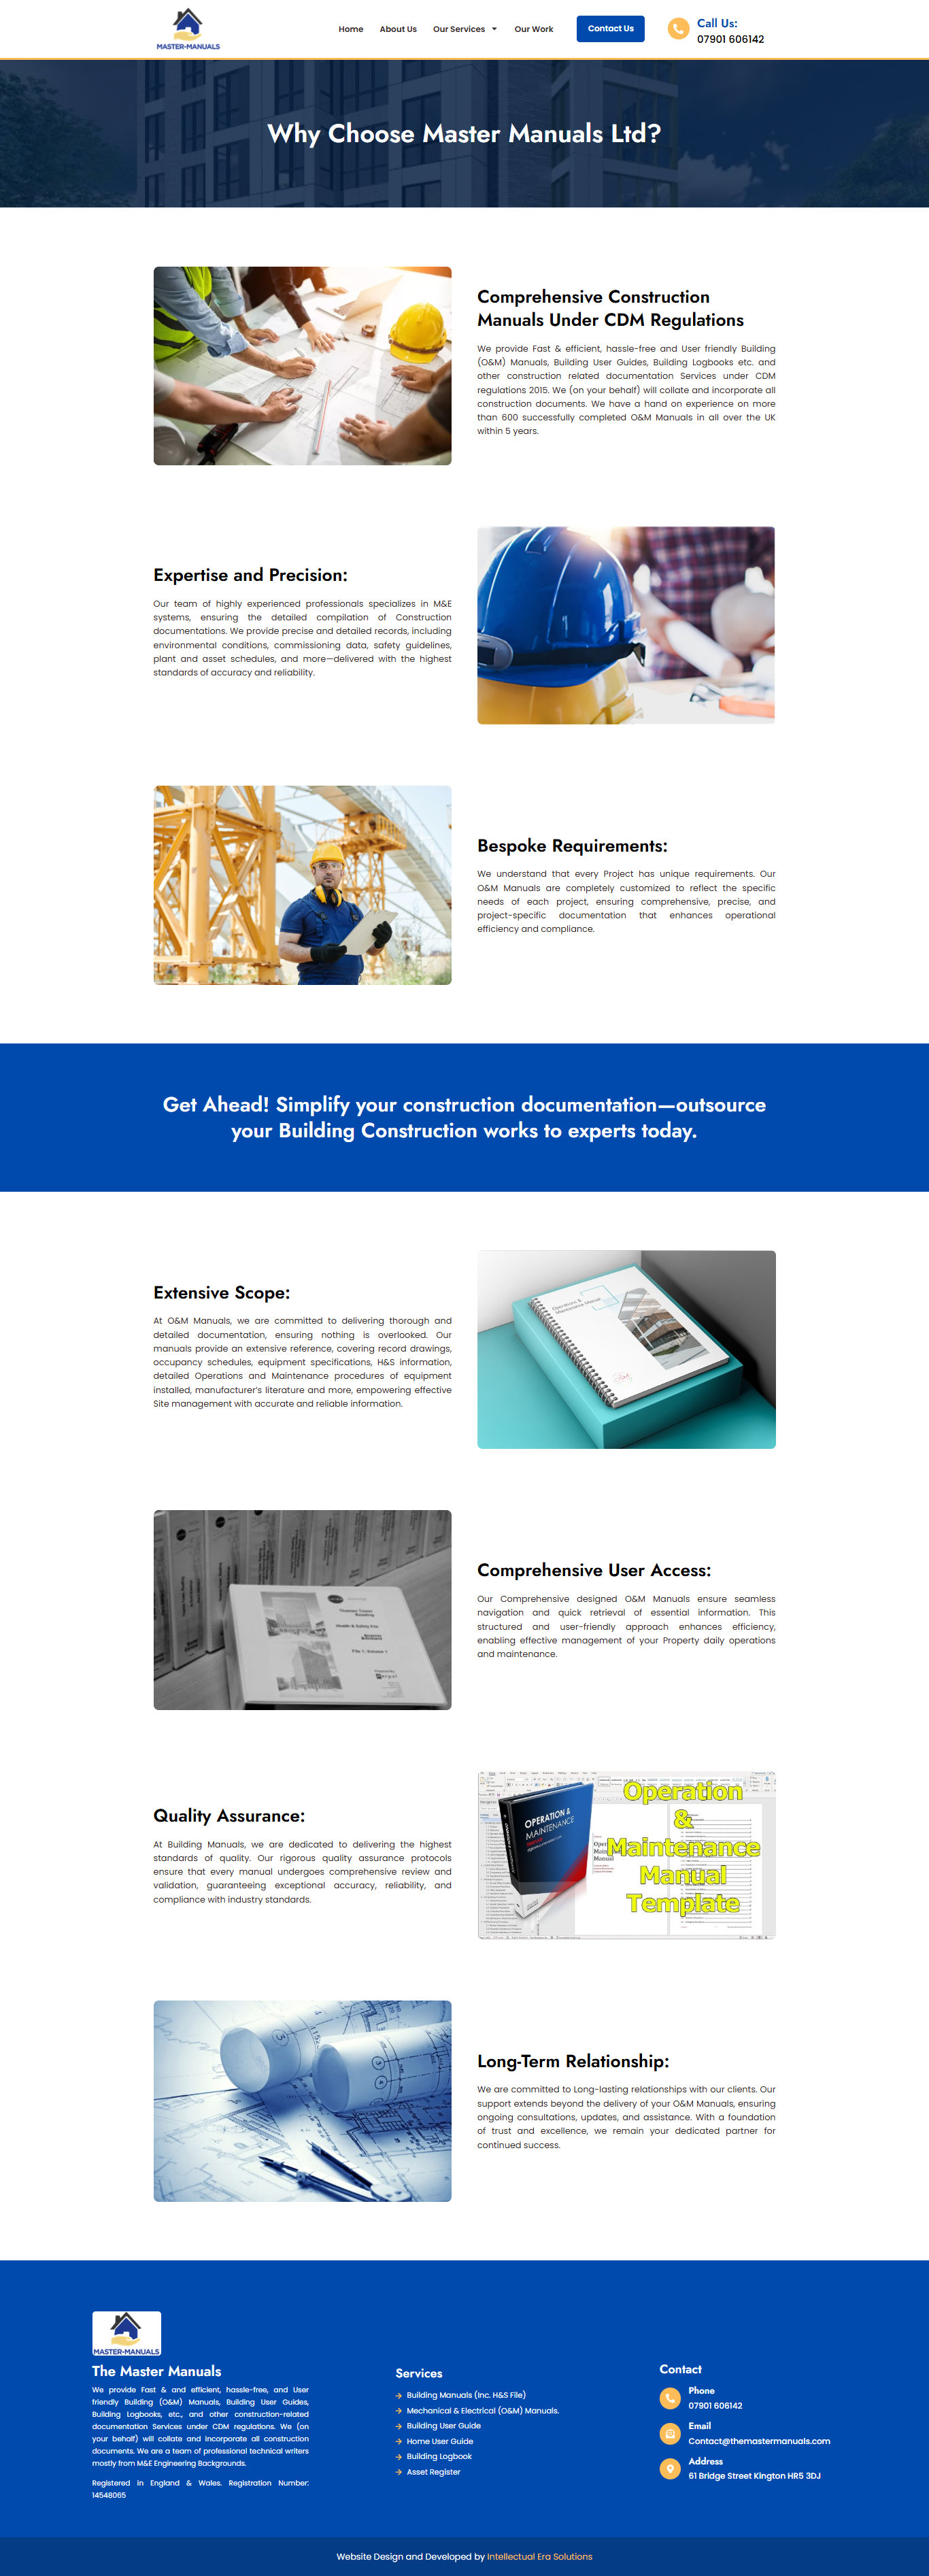 MASTER-MANUALS
Home About Us Our Services Our Work Contact Us
Call Us:
07901 606142
Why Choose Master Manuals Ltd?
Comprehensive Construction
Manuals Under CDM Regulations
We provide Fast & efficient, hassle-free and User friendly Building
(O&M) Manuals, Building User Guides, Building Logbooks etc. and
other construction related documentation Services under CDM
regulations 2015. We (on your behalf) will collate and incorporate all
construction documents. We have a hand on experience on more
than 600 successfully completed O&M Manuals in all over the UK
within 5 years.
Expertise and Precision:
Our team of highly experienced professionals specializes in M&E
systems, ensuring the detailed compilation of Construction
documentations. We provide precise and detailed records, including
environmental conditions, commissioning data, safety guidelines,
plant and asset schedules, and more—delivered with the highest
standards of accuracy and reliability.
Bespoke Requirements:
We understand that every Project has unique requirements. Our
O&M Manuals are completely customized to reflect the specific
needs of each project, ensuring comprehensive, precise, and
project-specific documentation that enhances operational
efficiency and compliance.
Get Ahead! Simplify your construction documentation—outsource
your Building Construction works to experts today.
Extensive Scope:
At O&M Manuals, we are committed to delivering thorough and
detailed documentation, ensuring nothing is overlooked. Our
manuals provide an extensive reference, covering record drawings,
occupancy schedules, equipment specifications, H&S information,
detailed Operations and Maintenance procedures of equipment
installed, manufacturer's literature and more, empowering effective
Site management with accurate and reliable information.
Operations &
Maintenance Manual
Comprehensive User Access:
Our Comprehensive designed O&M Manuals ensure seamless
navigation and quick retrieval of essential information. This
structured and user-friendly approach enhances efficiency,
enabling effective management of your Property daily operations
and maintenance.
Health & Safety File
File 1, Volume 1
Quality Assurance:
At Building Manuals, we are dedicated to delivering the highest
standards of quality. Our rigorous quality assurance protocols
ensure that every manual undergoes comprehensive review and
validation, guaranteeing exceptional accuracy, reliability, and
compliance with industry standards.
OPERATION &
MAINTENANCE
Operation
&
Maintenance
Manual
Template
Long-Term Relationship:
We are committed to Long-lasting relationships with our clients. Our
support extends beyond the delivery of your O&M Manuals, ensuring
ongoing consultations, updates, and assistance. With a foundation
of trust and excellence, we remain your dedicated partner for
continued success.
MASTER-MANUALS
The Master Manuals
We provide Fast & and efficient, hassle-free, and User
friendly Building (O&M) Manuals, Building User Guides,
Building Logbooks, etc., and other construction-related
documentation Services under CDM regulations. We (on
your behalf) will collate and incorporate all construction
documents. We are a team of professional technical writers
mostly from M&E Engineering Backgrounds.
Registered in England & Wales. Registration Number:
14548065
Services
Building Manuals (Inc. H&S File)
Mechanical & Electrical (O&M) Manuals.
Building User Guide
Home User Guide
Building Logbook
Asset Register
Contact
Phone
07901 606142
Email
Contact@themastermanuals.com
Address
61 Bridge Street Kington HR5 3DJ
Website Design and Developed by Intellectual Era Solutions